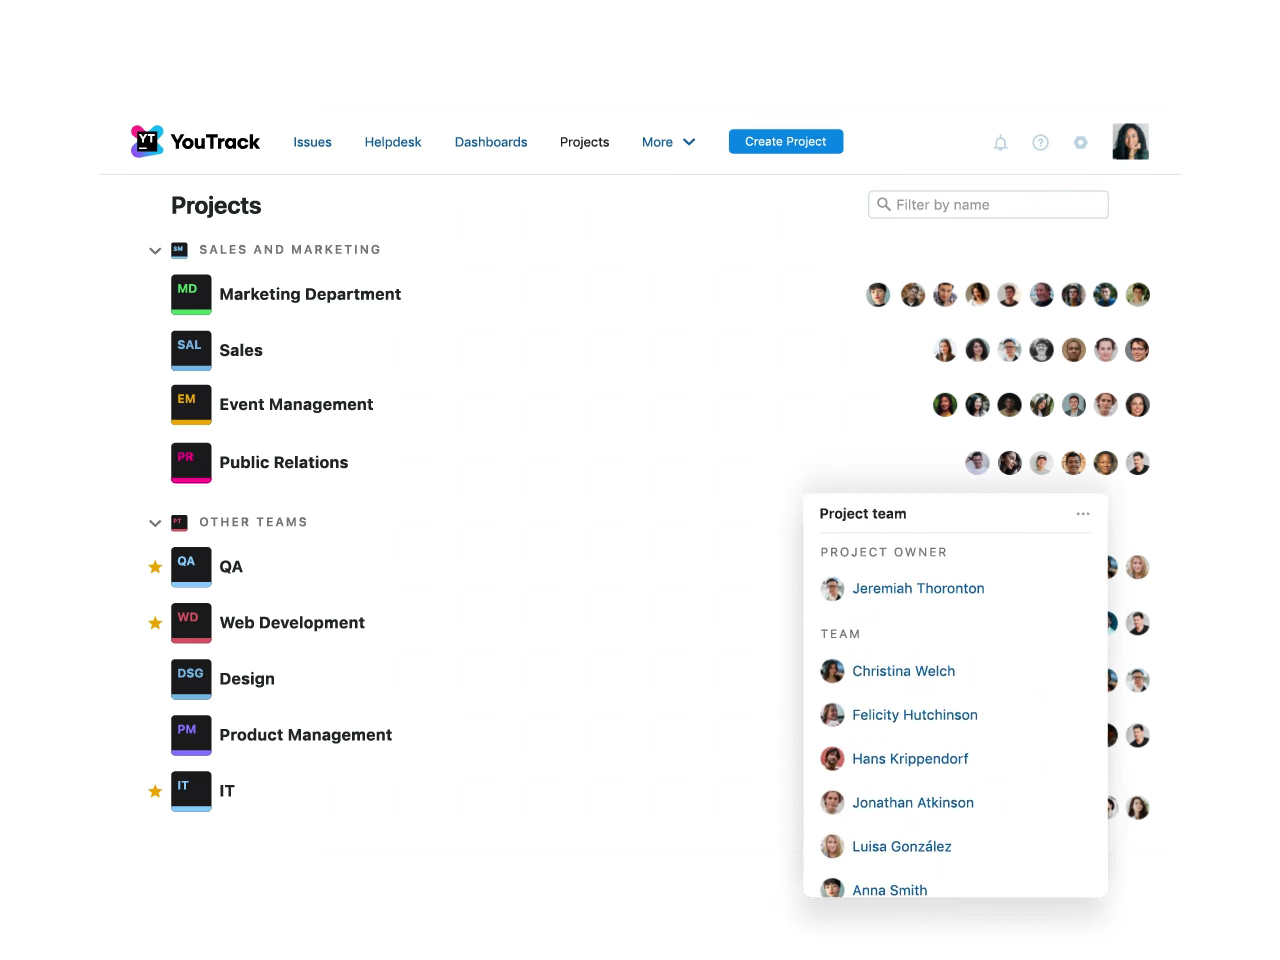 YT YouTrack Issues Helpdesk Dashboards Projects More Create Project
Projects
Filter by name
SM SALES AND MARKETING
MD Marketing Department
SAL Sales
EM Event Management
PR Public Relations
Project team
PT OTHER TEAMS
PROJECT OWNER
QA QA
Jeremiah Thoronton
WD Web Development
TEAM
Christina Welch
DSG Design
Felicity Hutchinson
PM Product Management
Hans Krippendorf
IT IT
Jonathan Atkinson
Luisa González
Anna Smith